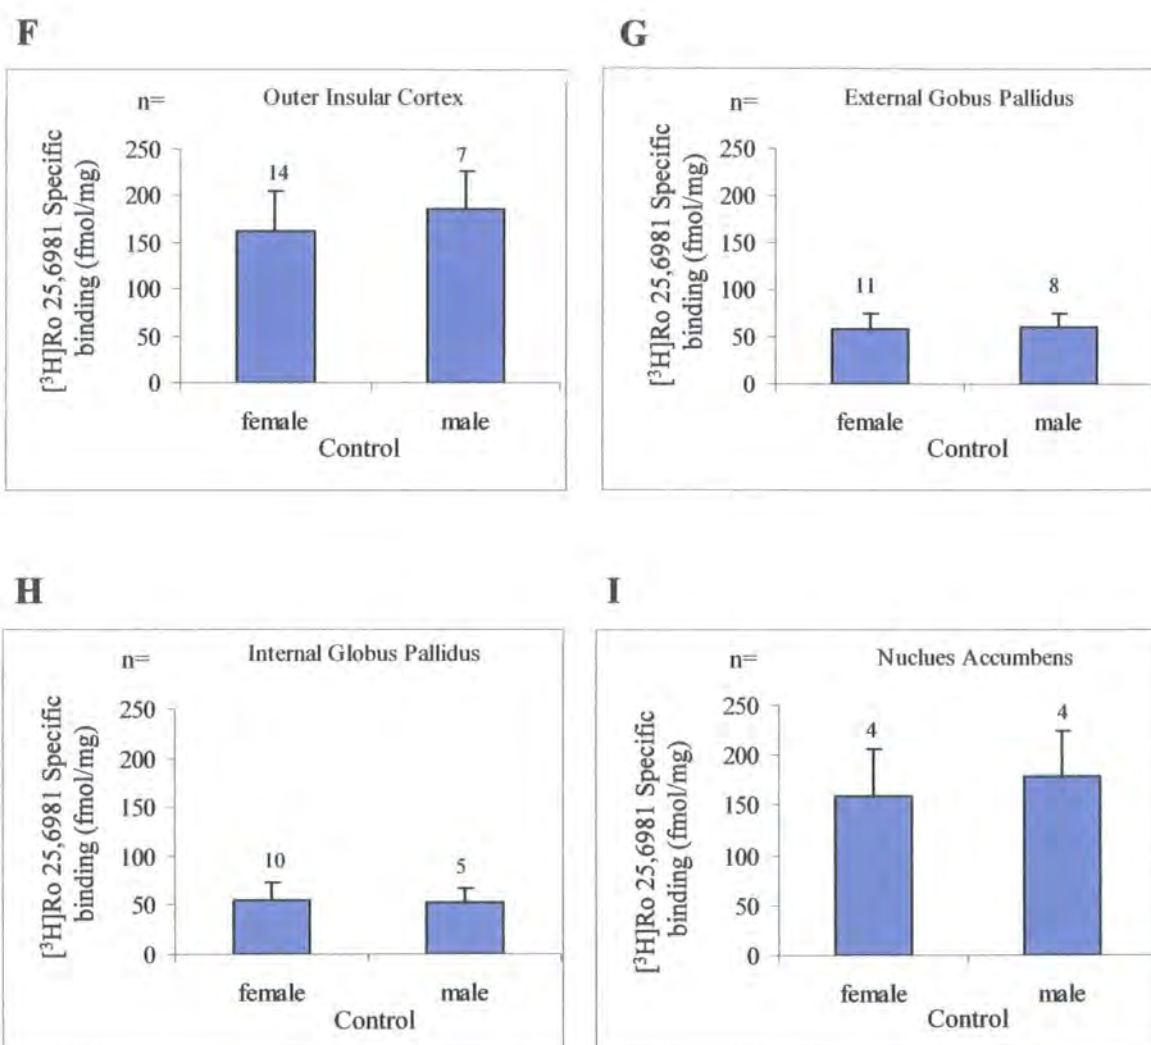 F
n=
Outer Insular Cortex
[³H]Ro 25,6981 Specific
binding (fmol/mg)
250
200
150
100
50
0
14
7
female
male
Control
G
n=
External Gobus Pallidus
[³H]Ro 25,6981 Specific
binding (fmol/mg)
250
200
150
100
50
0
11
8
female
male
Control
H
n=
Internal Globus Pallidus
[³H]Ro 25,6981 Specific
binding (fmol/mg)
250
200
150
100
50
0
10
5
female
male
Control
I
n=
Nuclues Accumbens
[³H]Ro 25,6981 Specific
binding (fmol/mg)
250
200
150
100
50
0
4
4
female
male
Control